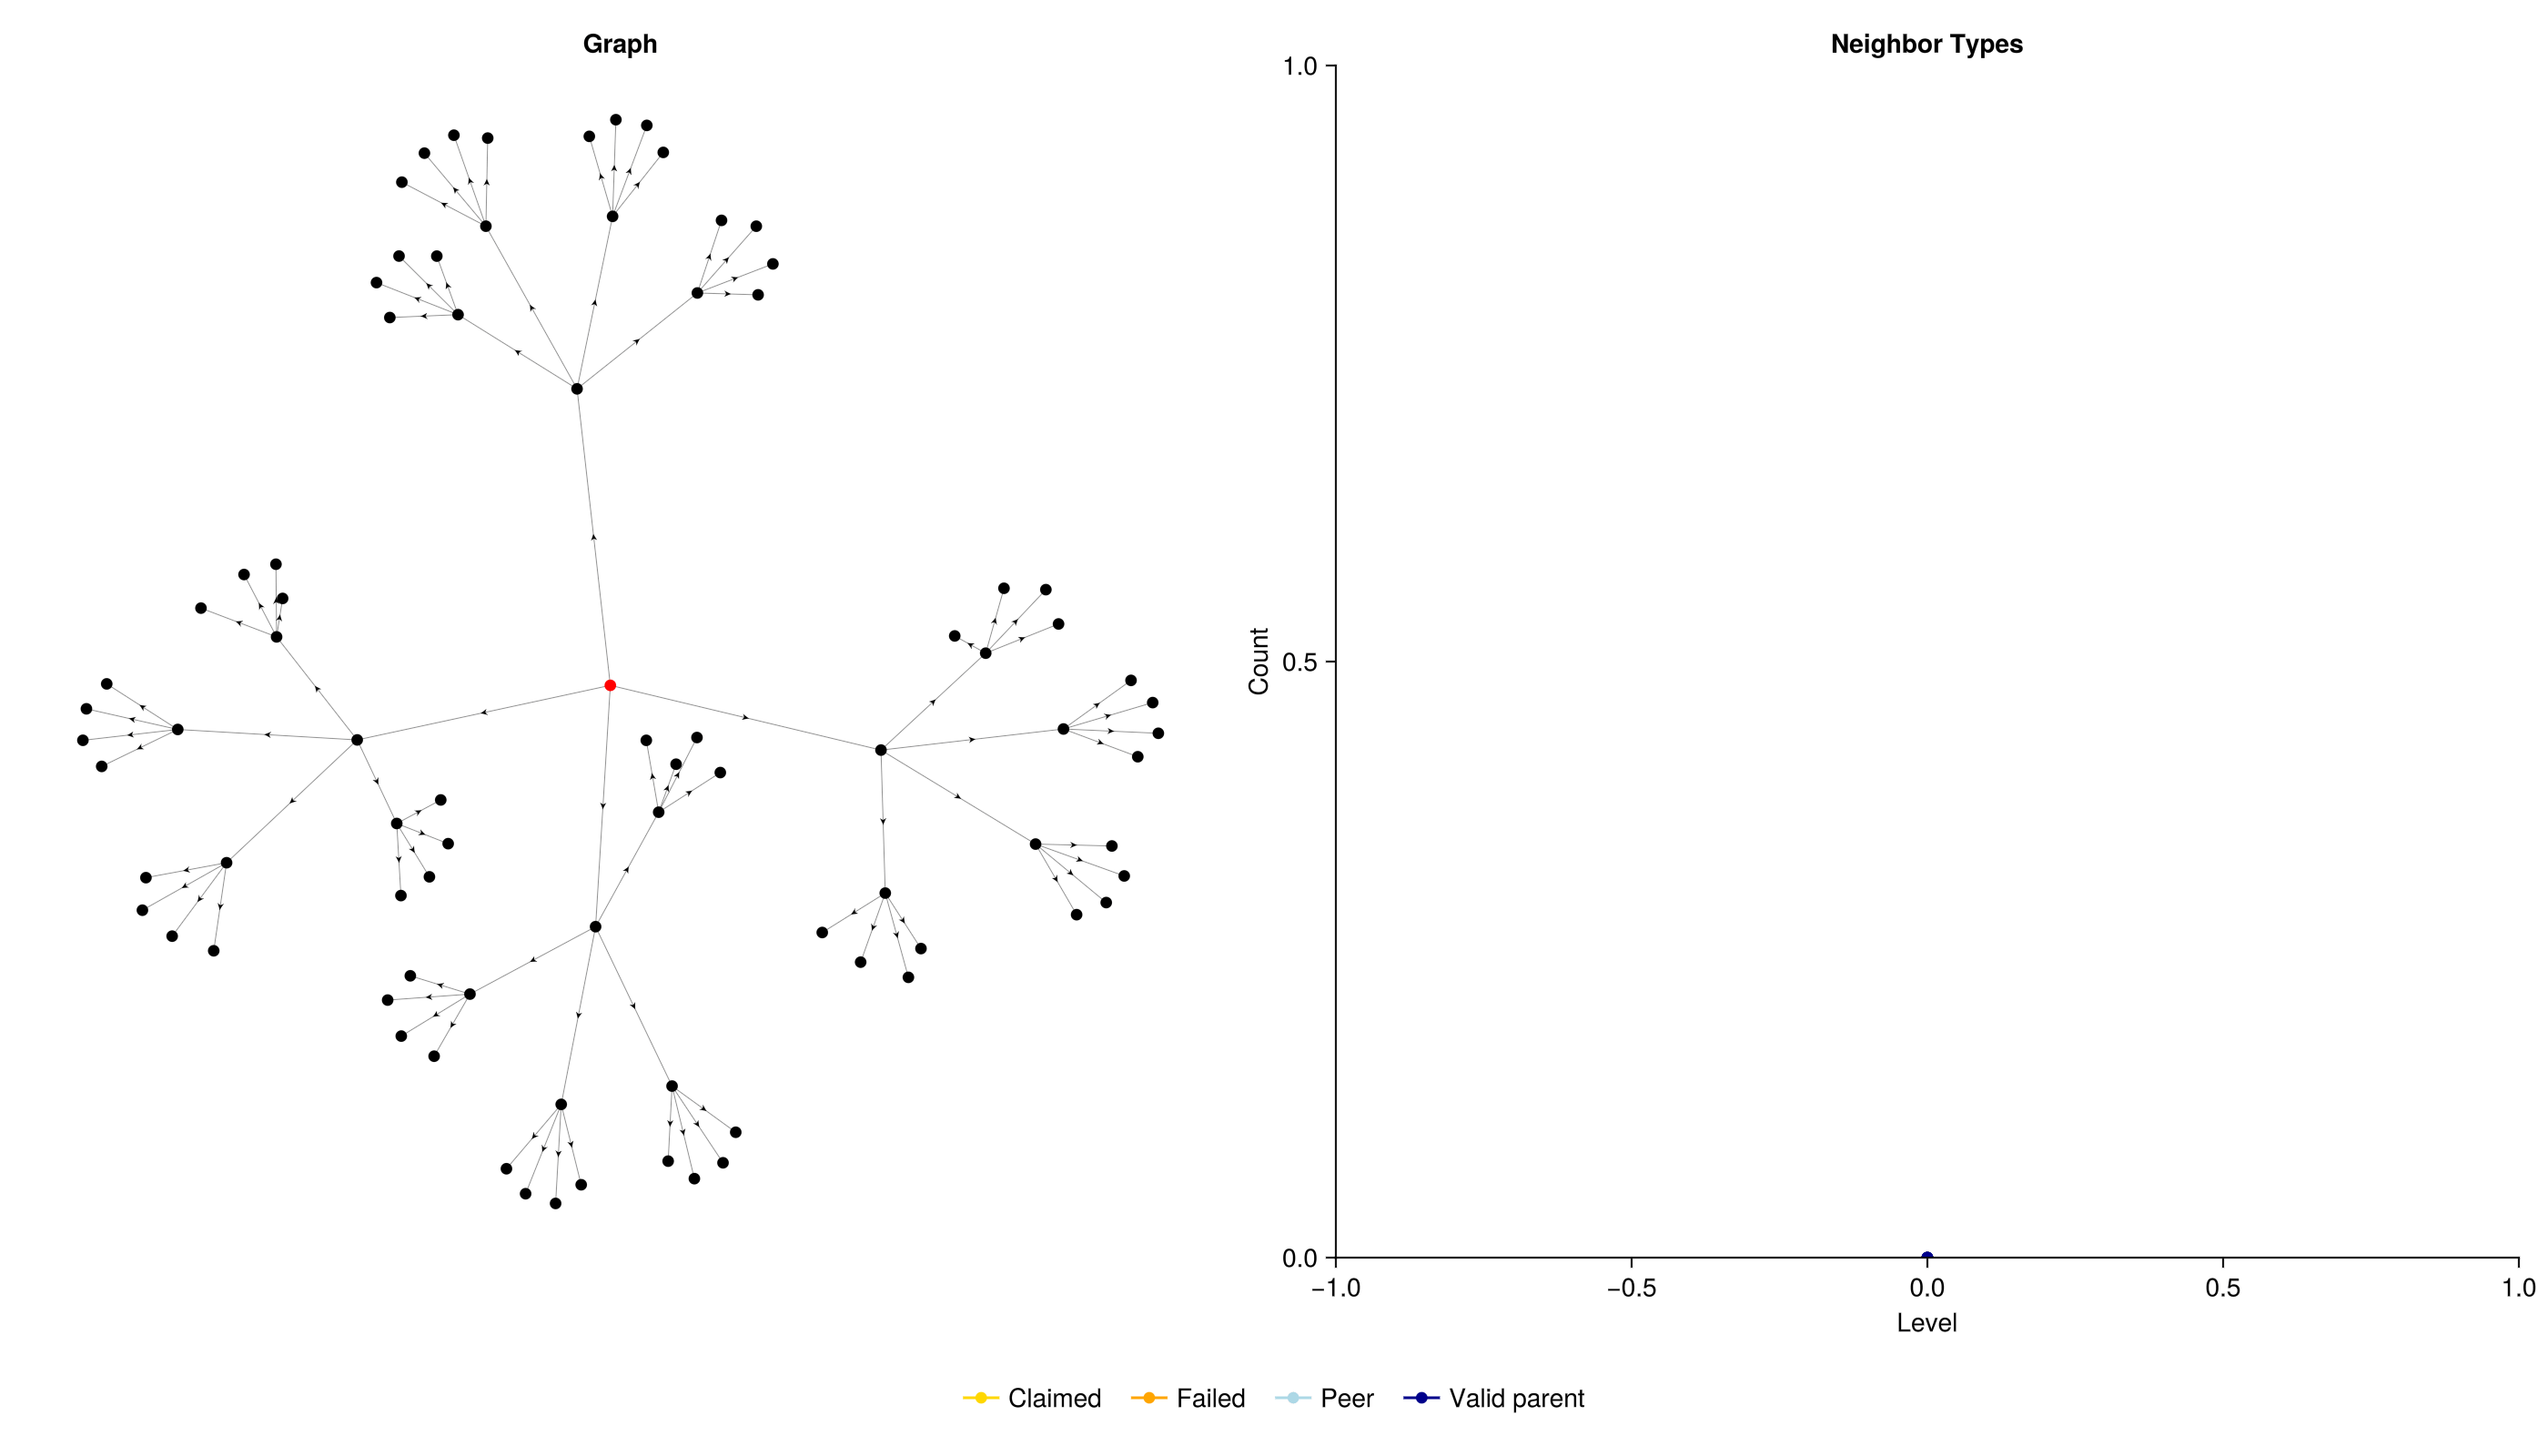 Graph
Neighbor Types
1.0
0.5
0.0
Count
−1.0 −0.5 0.0 0.5 1.0
Level
Claimed Failed Peer Valid parent